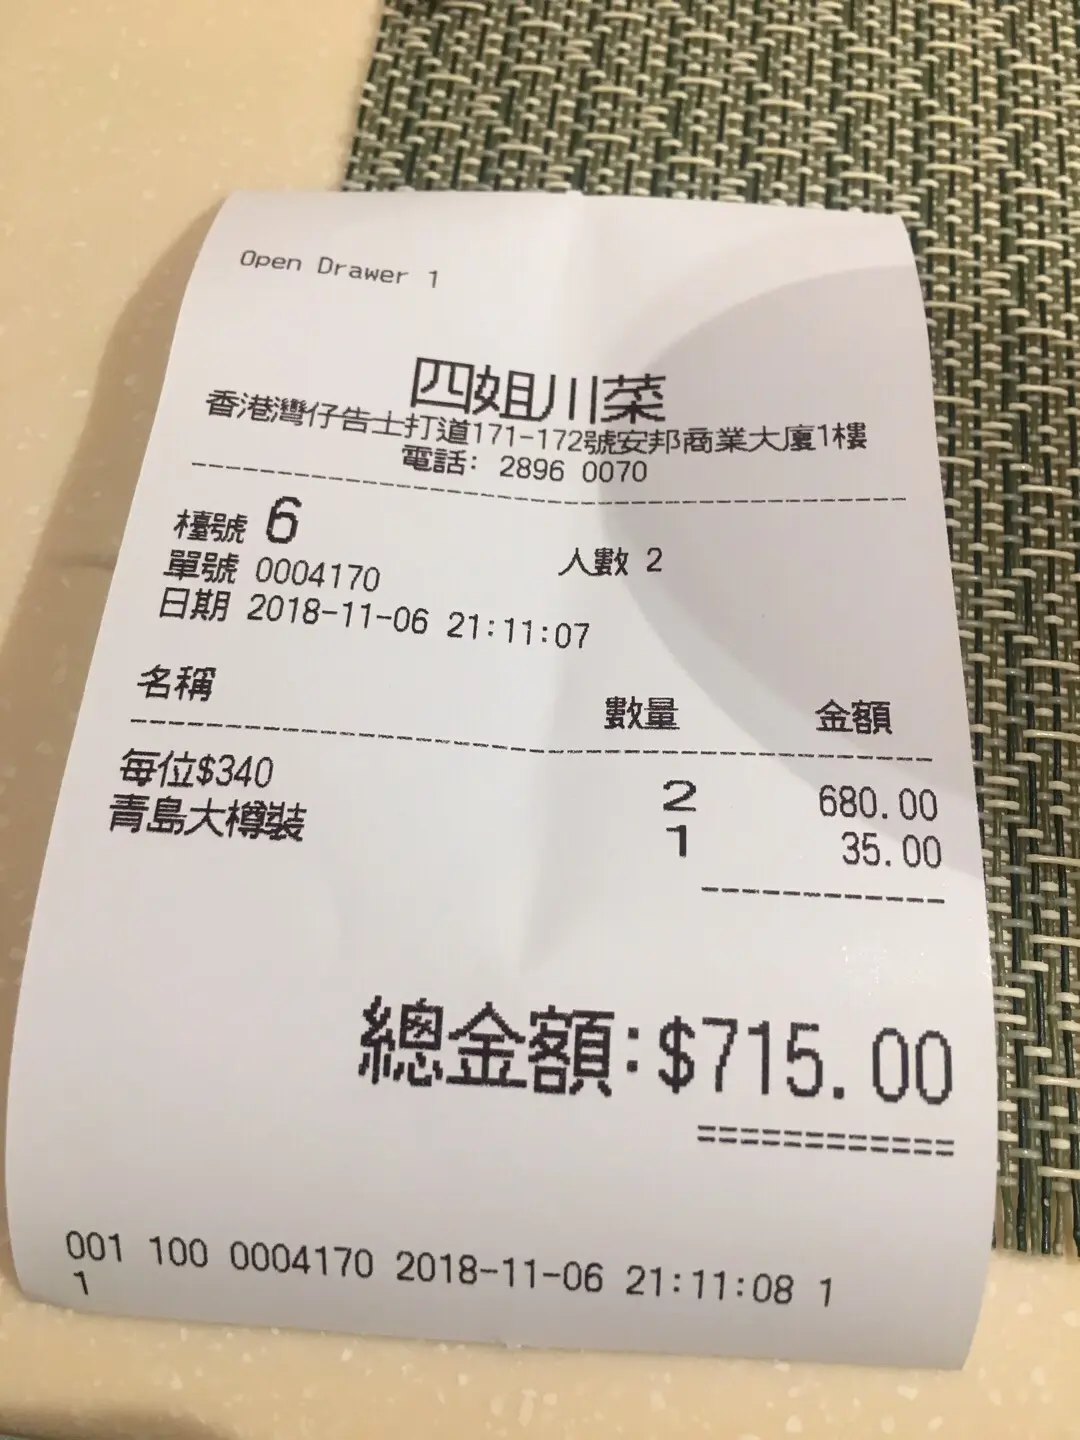 Open Drawer 1
四姐川菜
香港灣仔告士打道171-172號安邦商業大廈1樓
電話: 2896 0070
檯號 6
人數 2
單號 0004170
日期 2018-11-06 21:11:07
名稱 數量 金額
每位$340 2 680.00
青島大樽裝 1 35.00
總金額:$715.00
============
001 100 0004170 2018-11-06 21:11:08 1
1